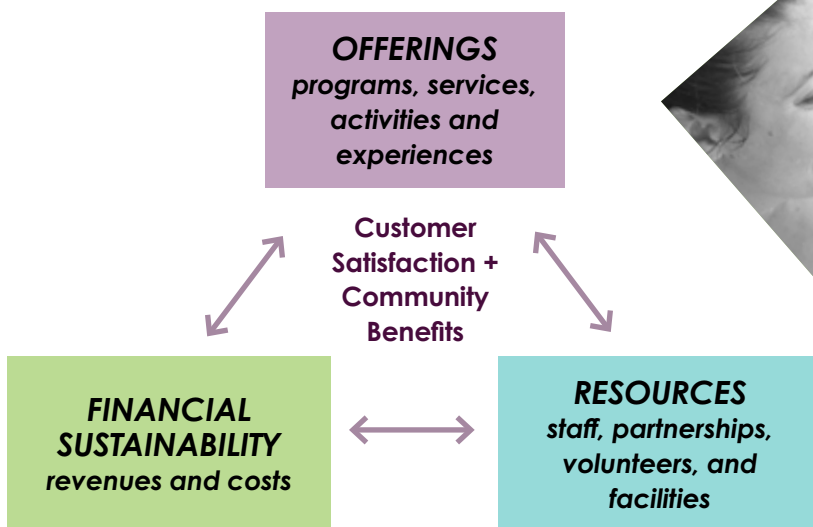 OFFERINGS
programs, services,
activities and
experiences
Customer
Satisfaction +
Community
Benefits
FINANCIAL
SUSTAINABILITY
revenues and costs
RESOURCES
staff, partnerships,
volunteers, and
facilities